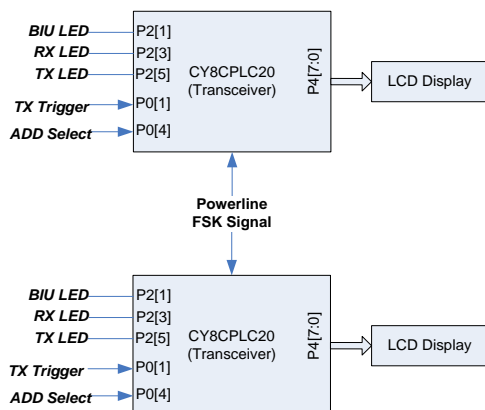 BIU LED P2[1]
RX LED P2[3]
TX LED P2[5]
TX Trigger P0[1]
ADD Select P0[4]
CY8CPLC20
(Transceiver)
P4[7:0]
LCD Display
Powerline
FSK Signal
BIU LED P2[1]
RX LED P2[3]
TX LED P2[5]
TX Trigger P0[1]
ADD Select P0[4]
CY8CPLC20
(Transceiver)
P4[7:0]
LCD Display